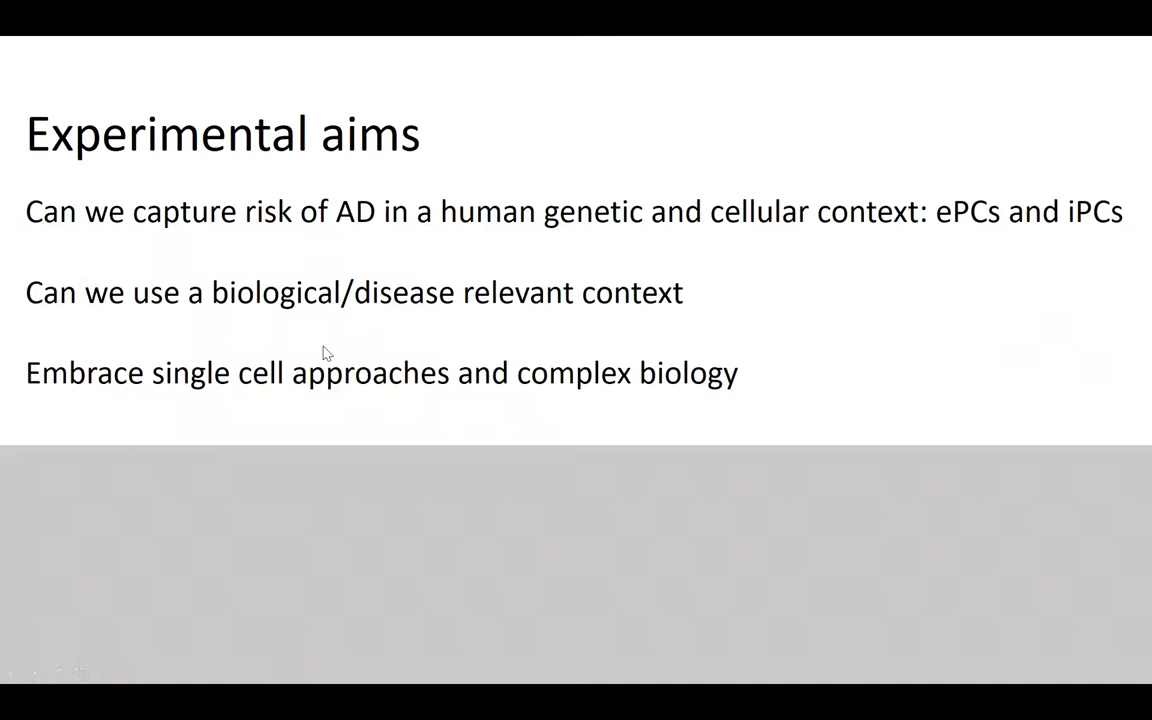 Experimental aims
Can we capture risk of AD in a human genetic and cellular context: ePCs and iPCs
Can we use a biological/disease relevant context
Embrace single cell approaches and complex biology